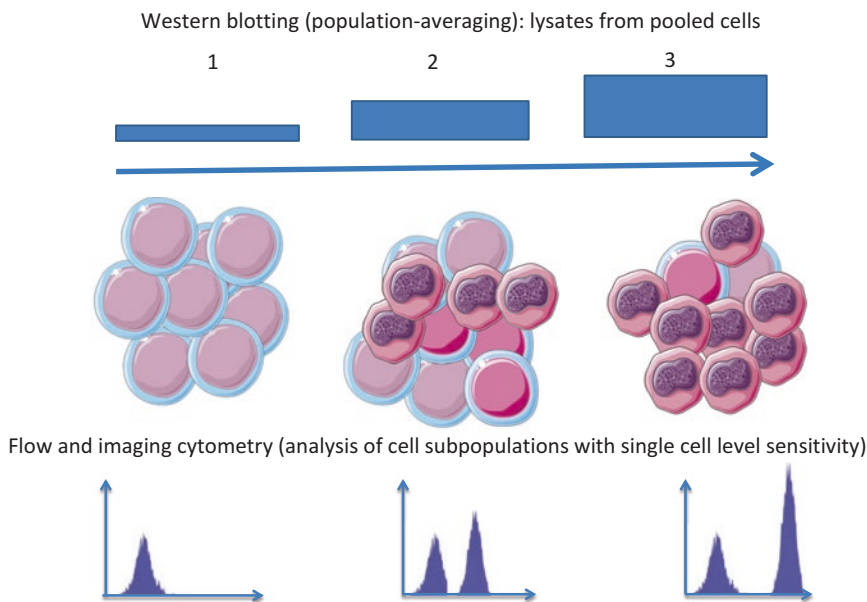 Western blotting (population-averaging): lysates from pooled cells
1 2 3
Flow and imaging cytometry (analysis of cell subpopulations with single cell level sensitivity)